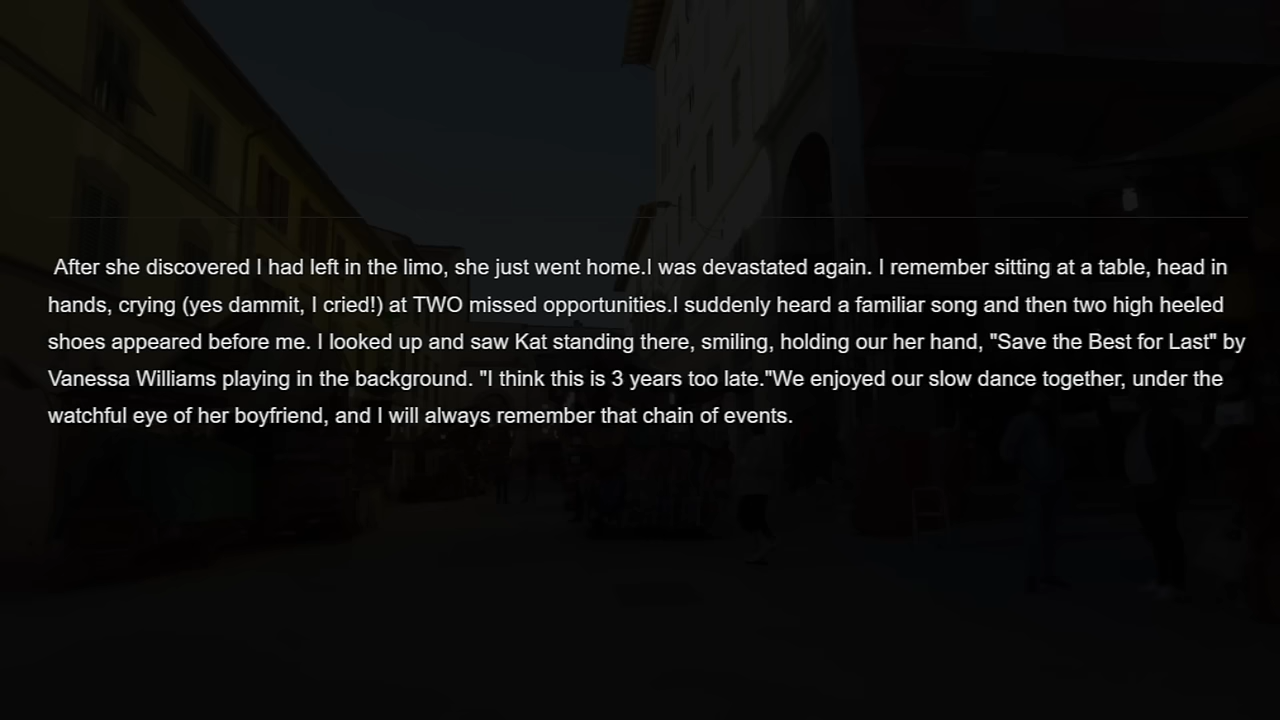 After she discovered I had left in the limo, she just went home.I was devastated again. I remember sitting at a table, head in
hands, crying (yes dammit, I cried!) at TWO missed opportunities.I suddenly heard a familiar song and then two high heeled
shoes appeared before me. I looked up and saw Kat standing there, smiling, holding our her hand, "Save the Best for Last" by
Vanessa Williams playing in the background. "I think this is 3 years too late."We enjoyed our slow dance together, under the
watchful eye of her boyfriend, and I will always remember that chain of events.